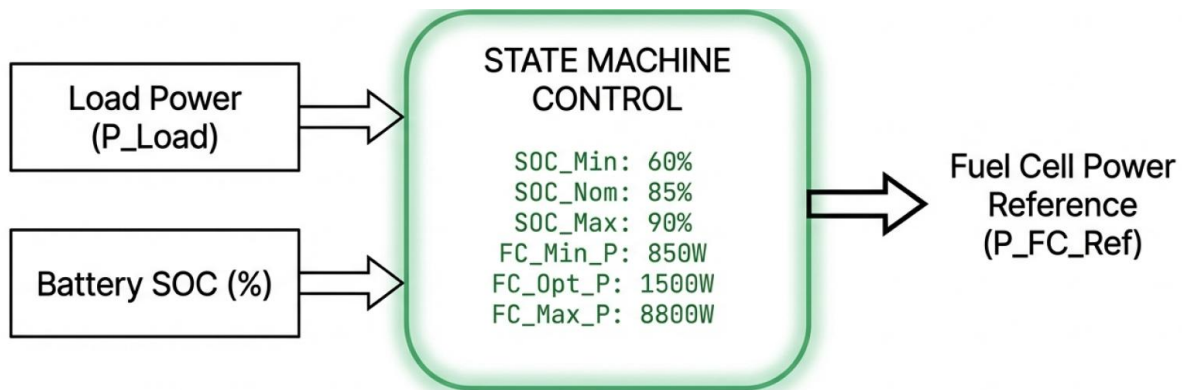 Load Power
(P_Load)
Battery SOC (%)
STATE MACHINE
CONTROL
SOC_Min: 60%
SOC_Nom: 85%
SOC_Max: 90%
FC_Min_P: 850W
FC_Opt_P: 1500W
FC_Max_P: 8800W
Fuel Cell Power
Reference
(P_FC_Ref)